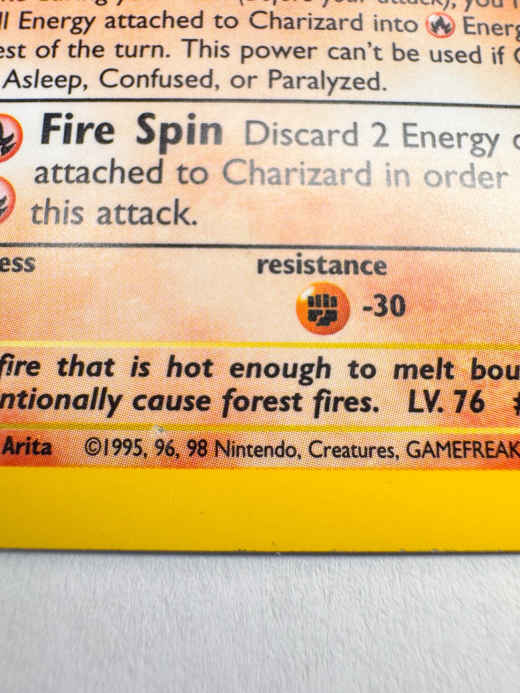 ll Energy attached to Charizard into Energ
est of the turn. This power can't be used if
Asleep, Confused, or Paralyzed.
Fire Spin Discard 2 Energy
attached to Charizard in order
this attack.
ess resistance
-30
fire that is hot enough to melt bou
ntionally cause forest fires. LV. 76 #
Arita ©1995, 96, 98 Nintendo, Creatures, GAMEFREAK